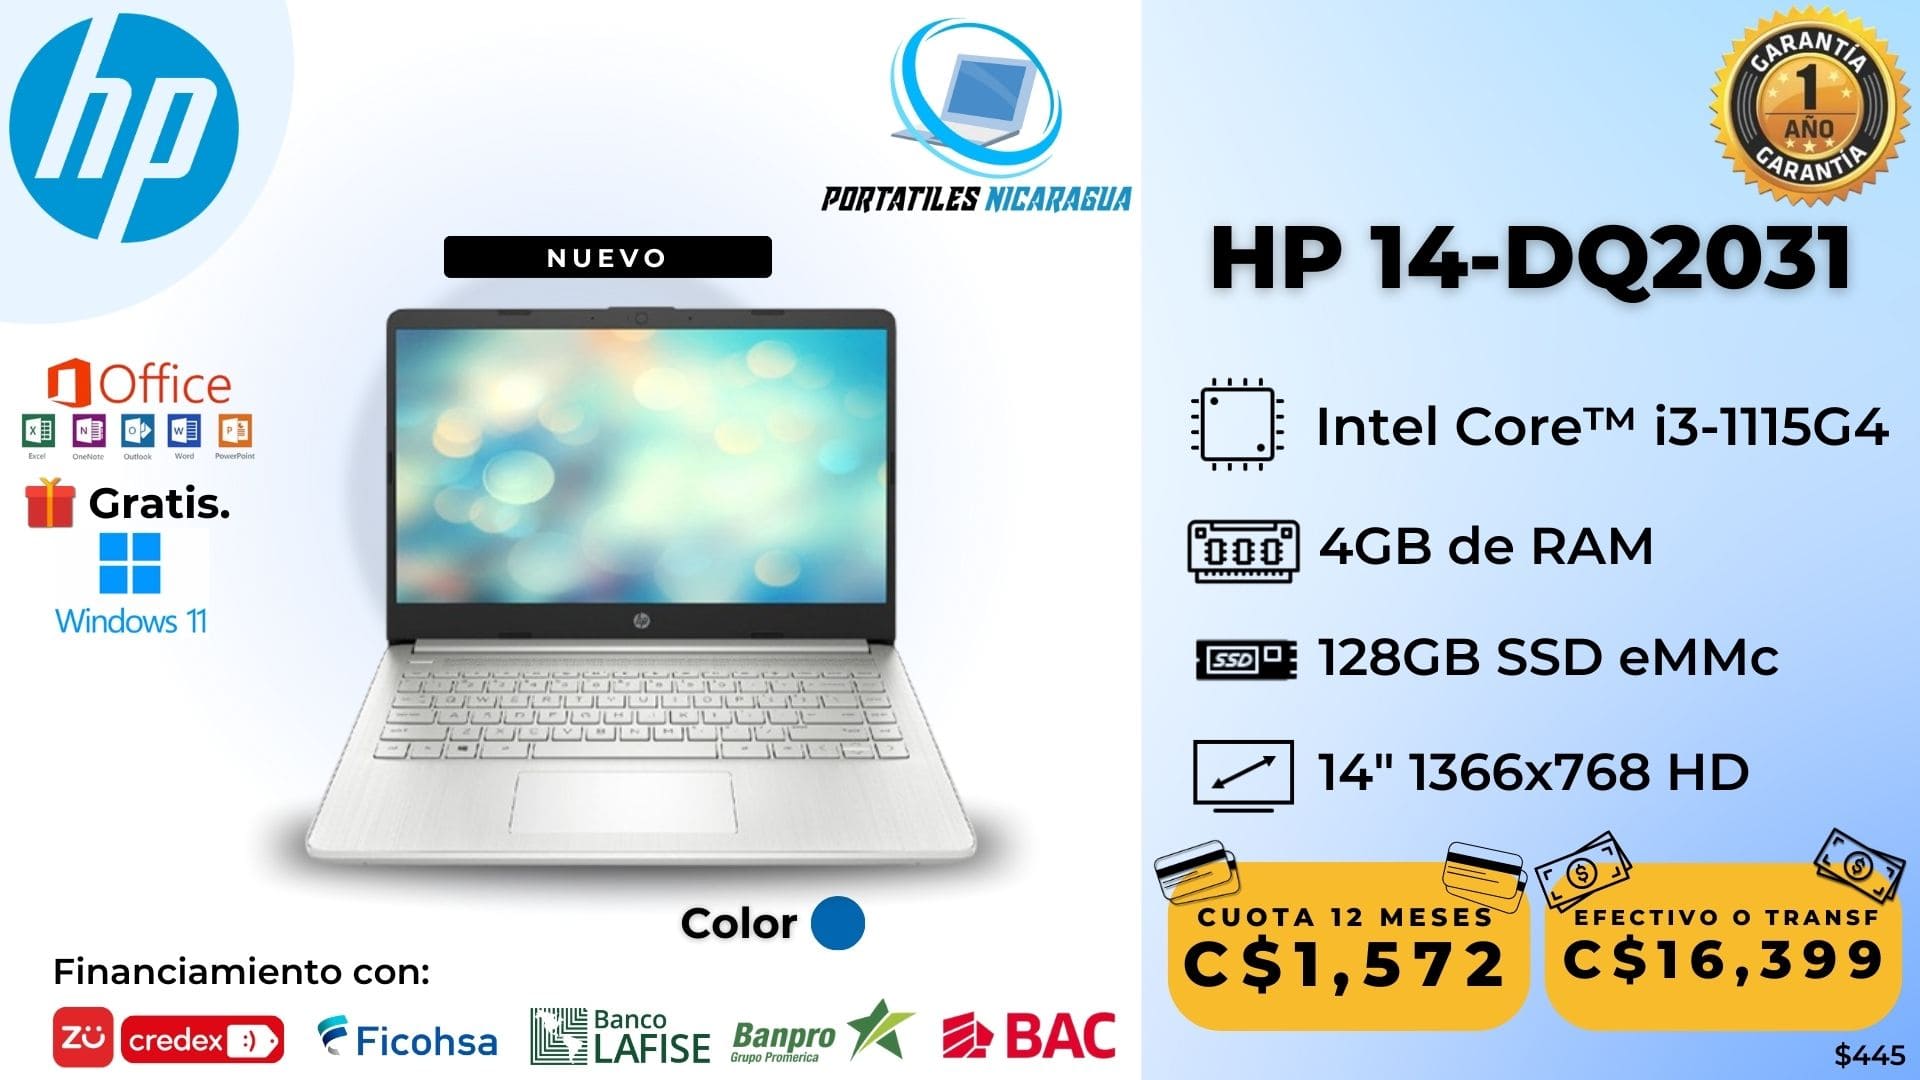 hp
PORTATILES NICARAGUA
NUEVO
Office
Excel OneNote Outlook Word PowerPoint
Gratis.
Windows 11
hp
Color
Financiamiento con:
ZÜ credex :)
Ficohsa
Banco
LAFISE
Banpro
Grupo Promerica
BAC
GARANTÍA
1
AÑO
GARANTÍA
HP 14-DQ2031
Intel Core™ i3-1115G4
4GB de RAM
SSD
128GB SSD eMMc
14" 1366x768 HD
CUOTA 12 MESES
C$1,572
EFECTIVO O TRANSF
C$16,399
$445